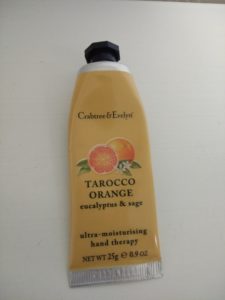 Crabtree & Evelyn
TAROCCO
ORANGE
eucalyptus & sage
ultra-moisturising
hand therapy
NET WT 25g ℮ 0.9 oz